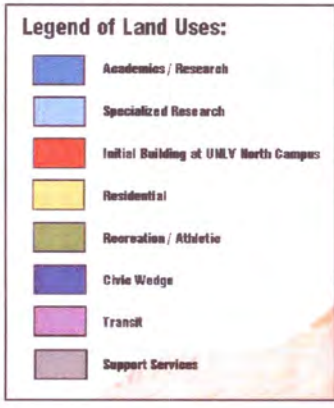 Legend of Land Uses:
Academics / Research
Specialized Research
Initial Building at UNLV North Campus
Residential
Recreation / Athletic
Civic Wedge
Transit
Support Services